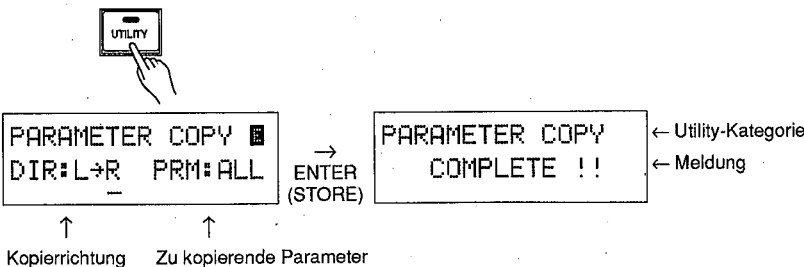 UTILITY
PARAMETER COPY
DIR:L→R PRM:ALL
→
ENTER
(STORE)
PARAMETER COPY
COMPLETE !!
← Utility-Kategorie
← Meldung
↑ ↑
Kopierrichtung Zu kopierende Parameter